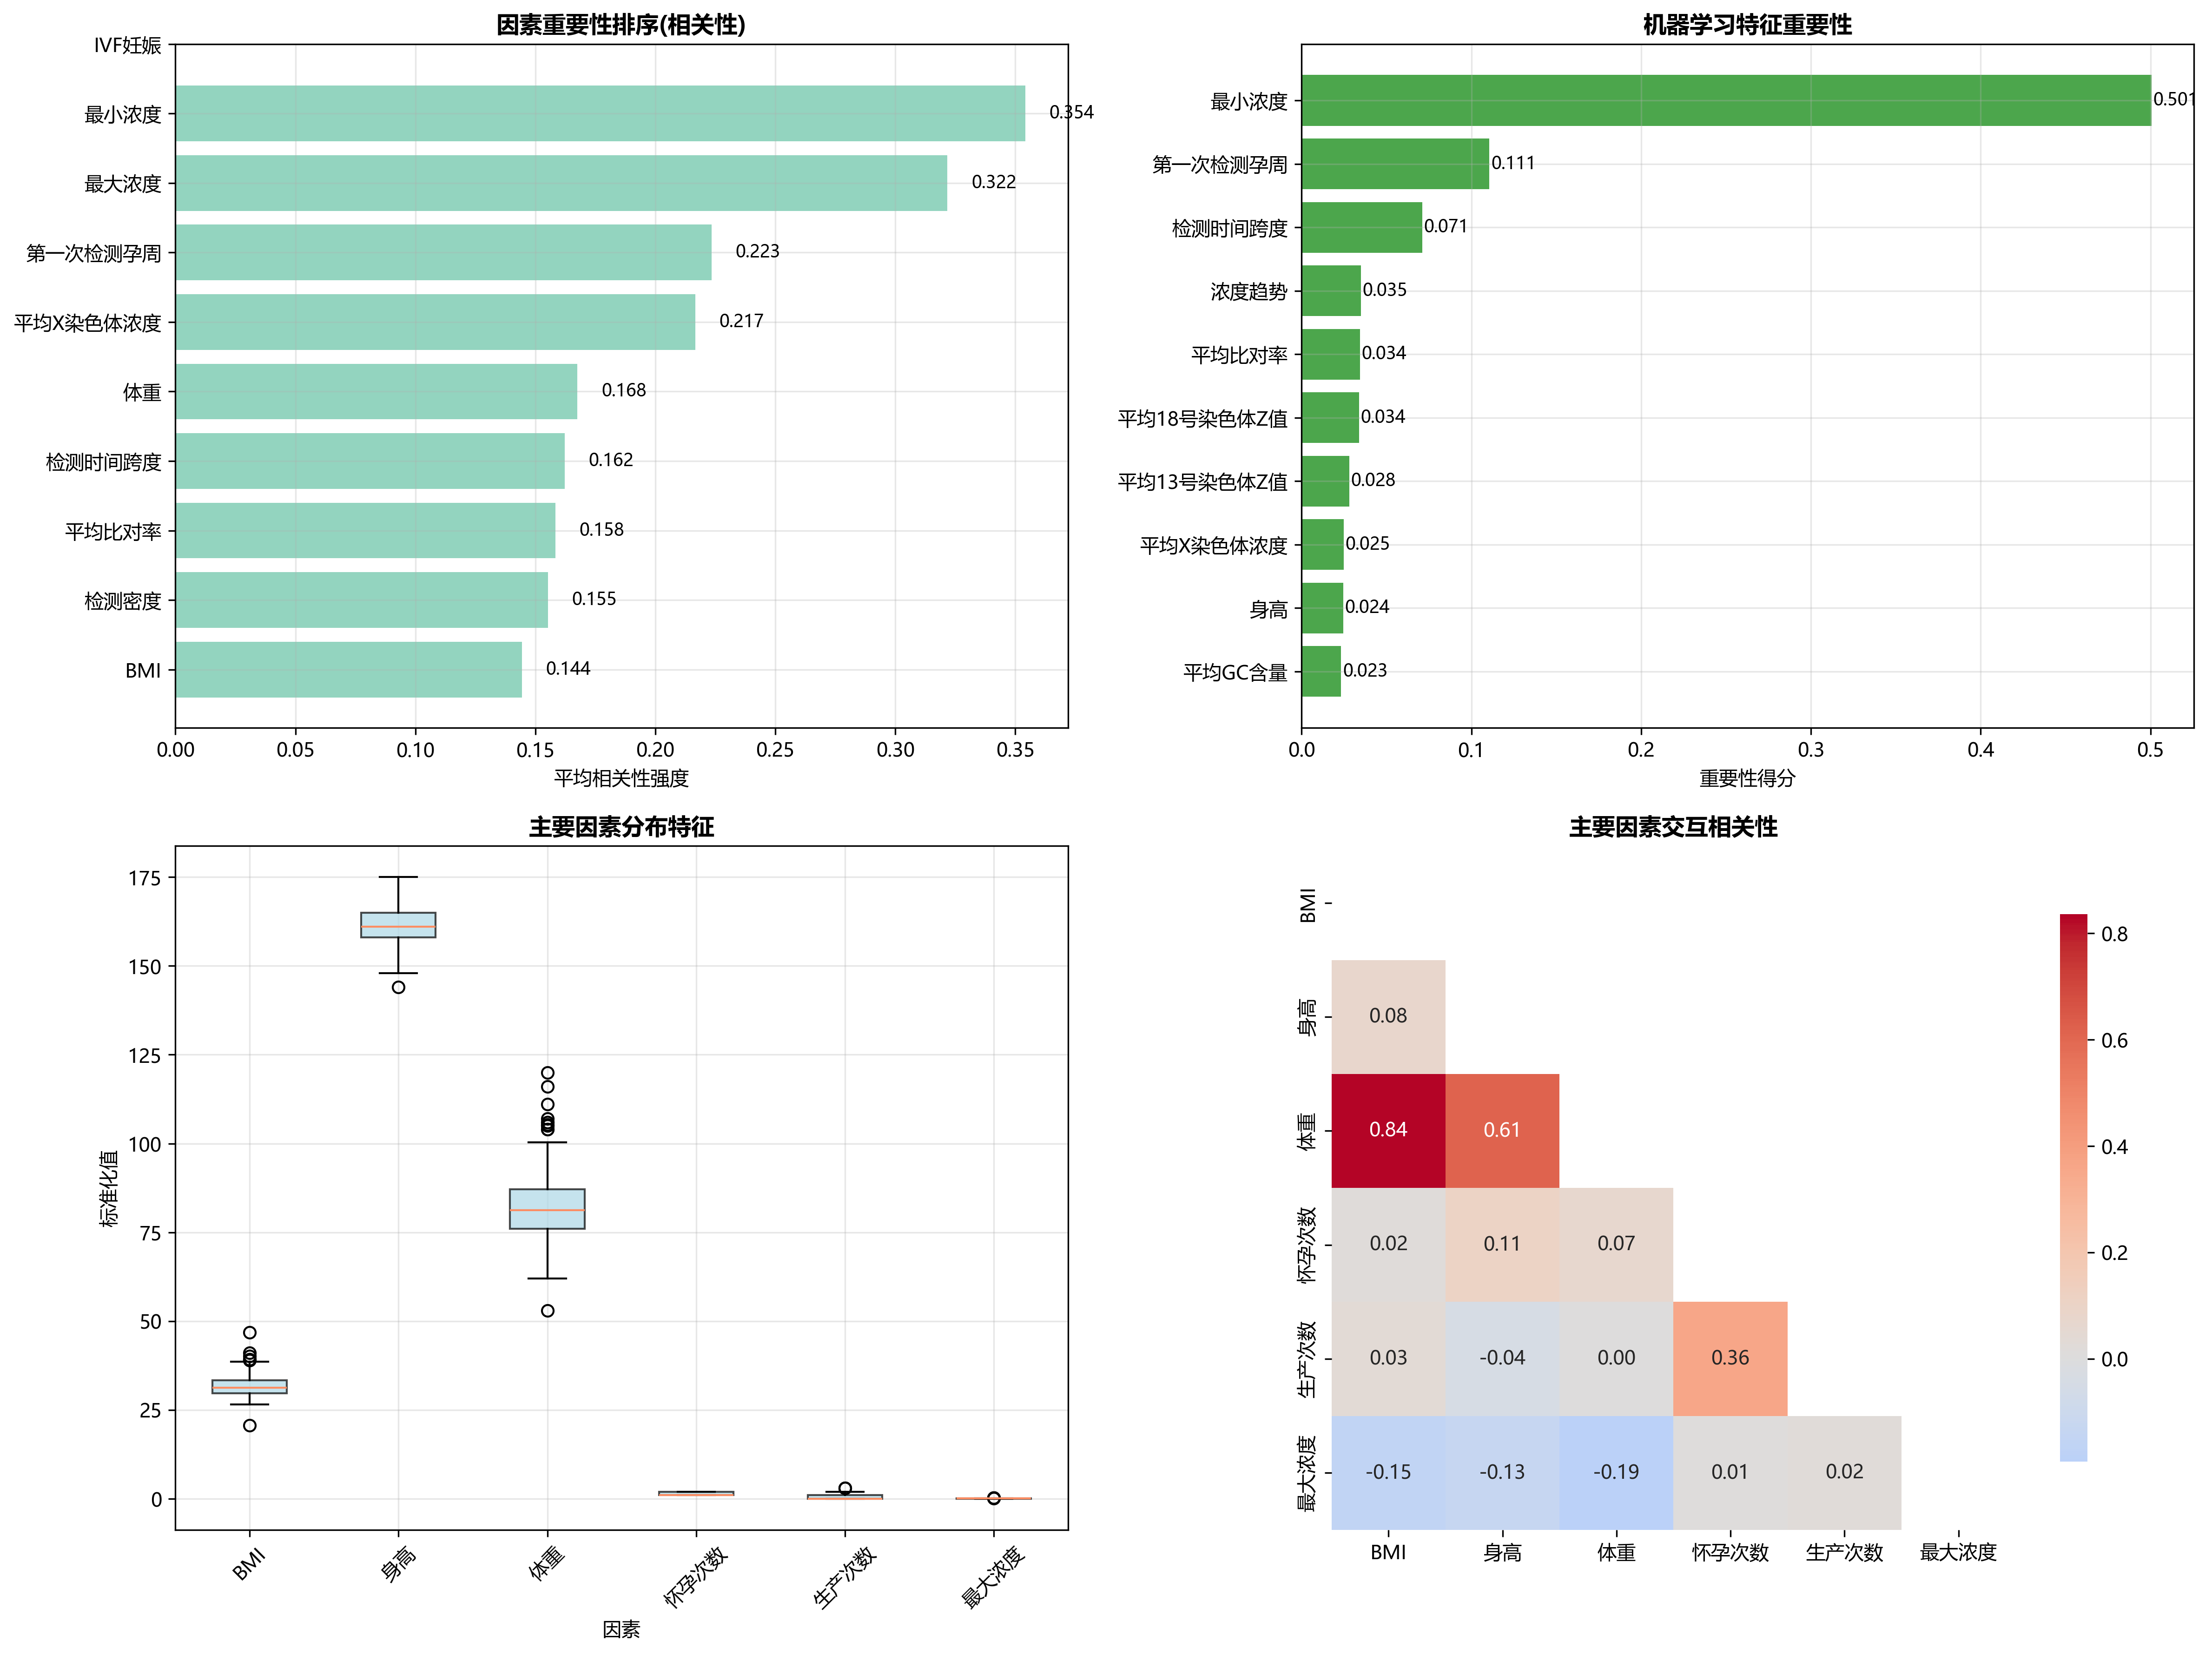 因素重要性排序(相关性)
IVF妊娠
最小浓度
0.354
最大浓度
0.322
第一次检测孕周
0.223
平均X染色体浓度
0.217
体重
0.168
检测时间跨度
0.162
平均比对率
0.158
检测密度
0.155
BMI
0.144
0.00 0.05 0.10 0.15 0.20 0.25 0.30 0.35
平均相关性强度
机器学习特征重要性
最小浓度
0.501
第一次检测孕周
0.111
检测时间跨度
0.071
浓度趋势
0.035
平均比对率
0.034
平均18号染色体Z值
0.034
平均13号染色体Z值
0.028
平均X染色体浓度
0.025
身高
0.024
平均GC含量
0.023
0.0 0.1 0.2 0.3 0.4 0.5
重要性得分
主要因素分布特征
标准化值
175
150
125
100
75
50
25
0
BMI 身高 体重 怀孕次数 生产次数 最大浓度
因素
主要因素交互相关性
BMI
身高
0.08
体重
0.84 0.61
怀孕次数
0.02 0.11 0.07
生产次数
0.03 -0.04 0.00 0.36
最大浓度
-0.15 -0.13 -0.19 0.01 0.02
BMI 身高 体重 怀孕次数 生产次数 最大浓度
0.8
0.6
0.4
0.2
0.0